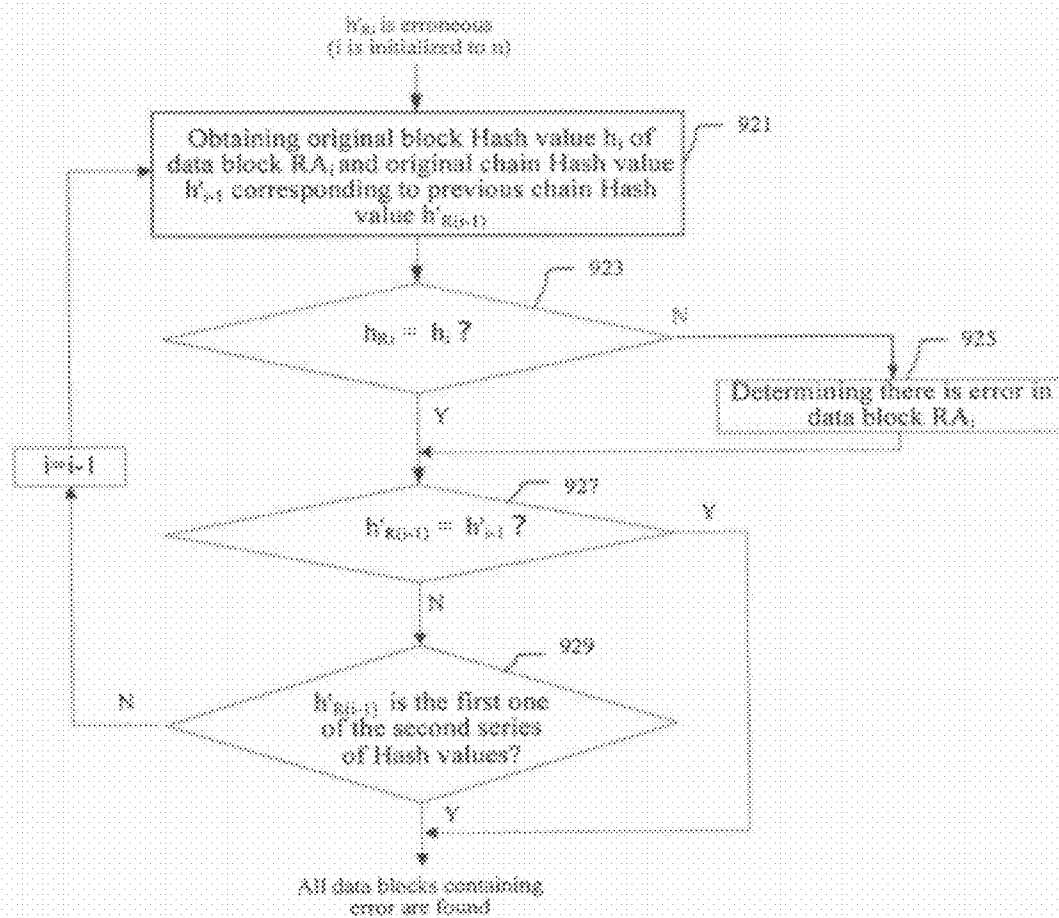 h'Ri is erroneous
(i is initialized to n)
Obtaining original block Hash value hi of
data block RAi and original chain Hash value
h'i-1 corresponding to previous chain Hash
value h'R(i-1)
921
923
hRi = hi ?
N
925
Determining there is error in
data block RAi
Y
i=i-1
927
h'R(i-1) = h'i-1 ?
Y
N
929
h'R(i-1) is the first one
of the second series
of Hash values?
N
Y
All data blocks containing
error are found